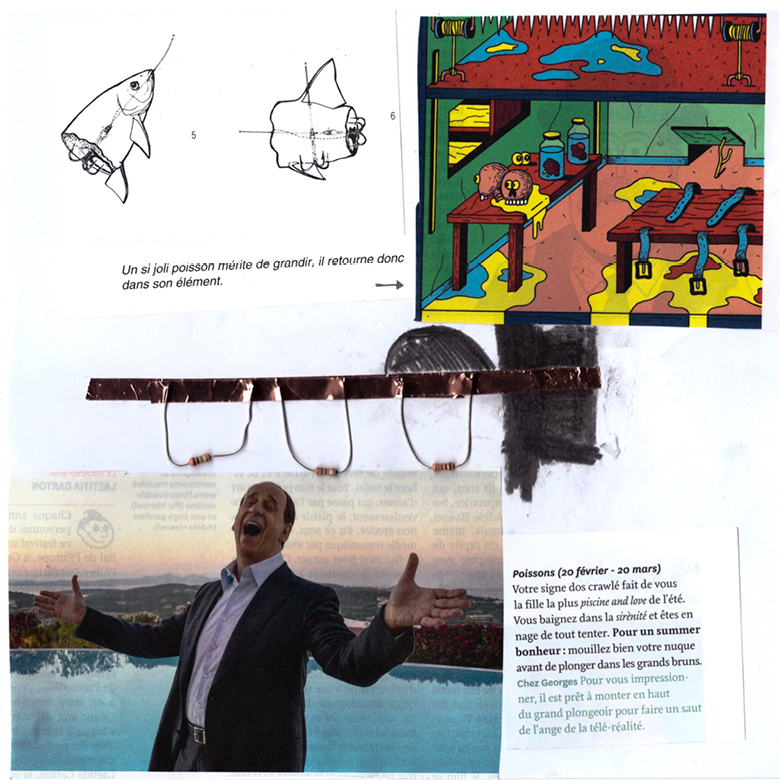 5
6
Un si joli poisson mérite de grandir, il retourne donc
dans son élément.
Poissons (20 février - 20 mars)
Votre signe dos crawlé fait de vous
la fille la plus piscine and love de l'été.
Vous baignez dans la sirènité et êtes en
nage de tout tenter. Pour un summer
bonheur : mouillez bien votre nuque
avant de plonger dans les grands bruns.
Chez Georges Pour vous impression-
ner, il est prêt à monter en haut
du grand plongeoir pour faire un saut
de l'ange de la télé-réalité.